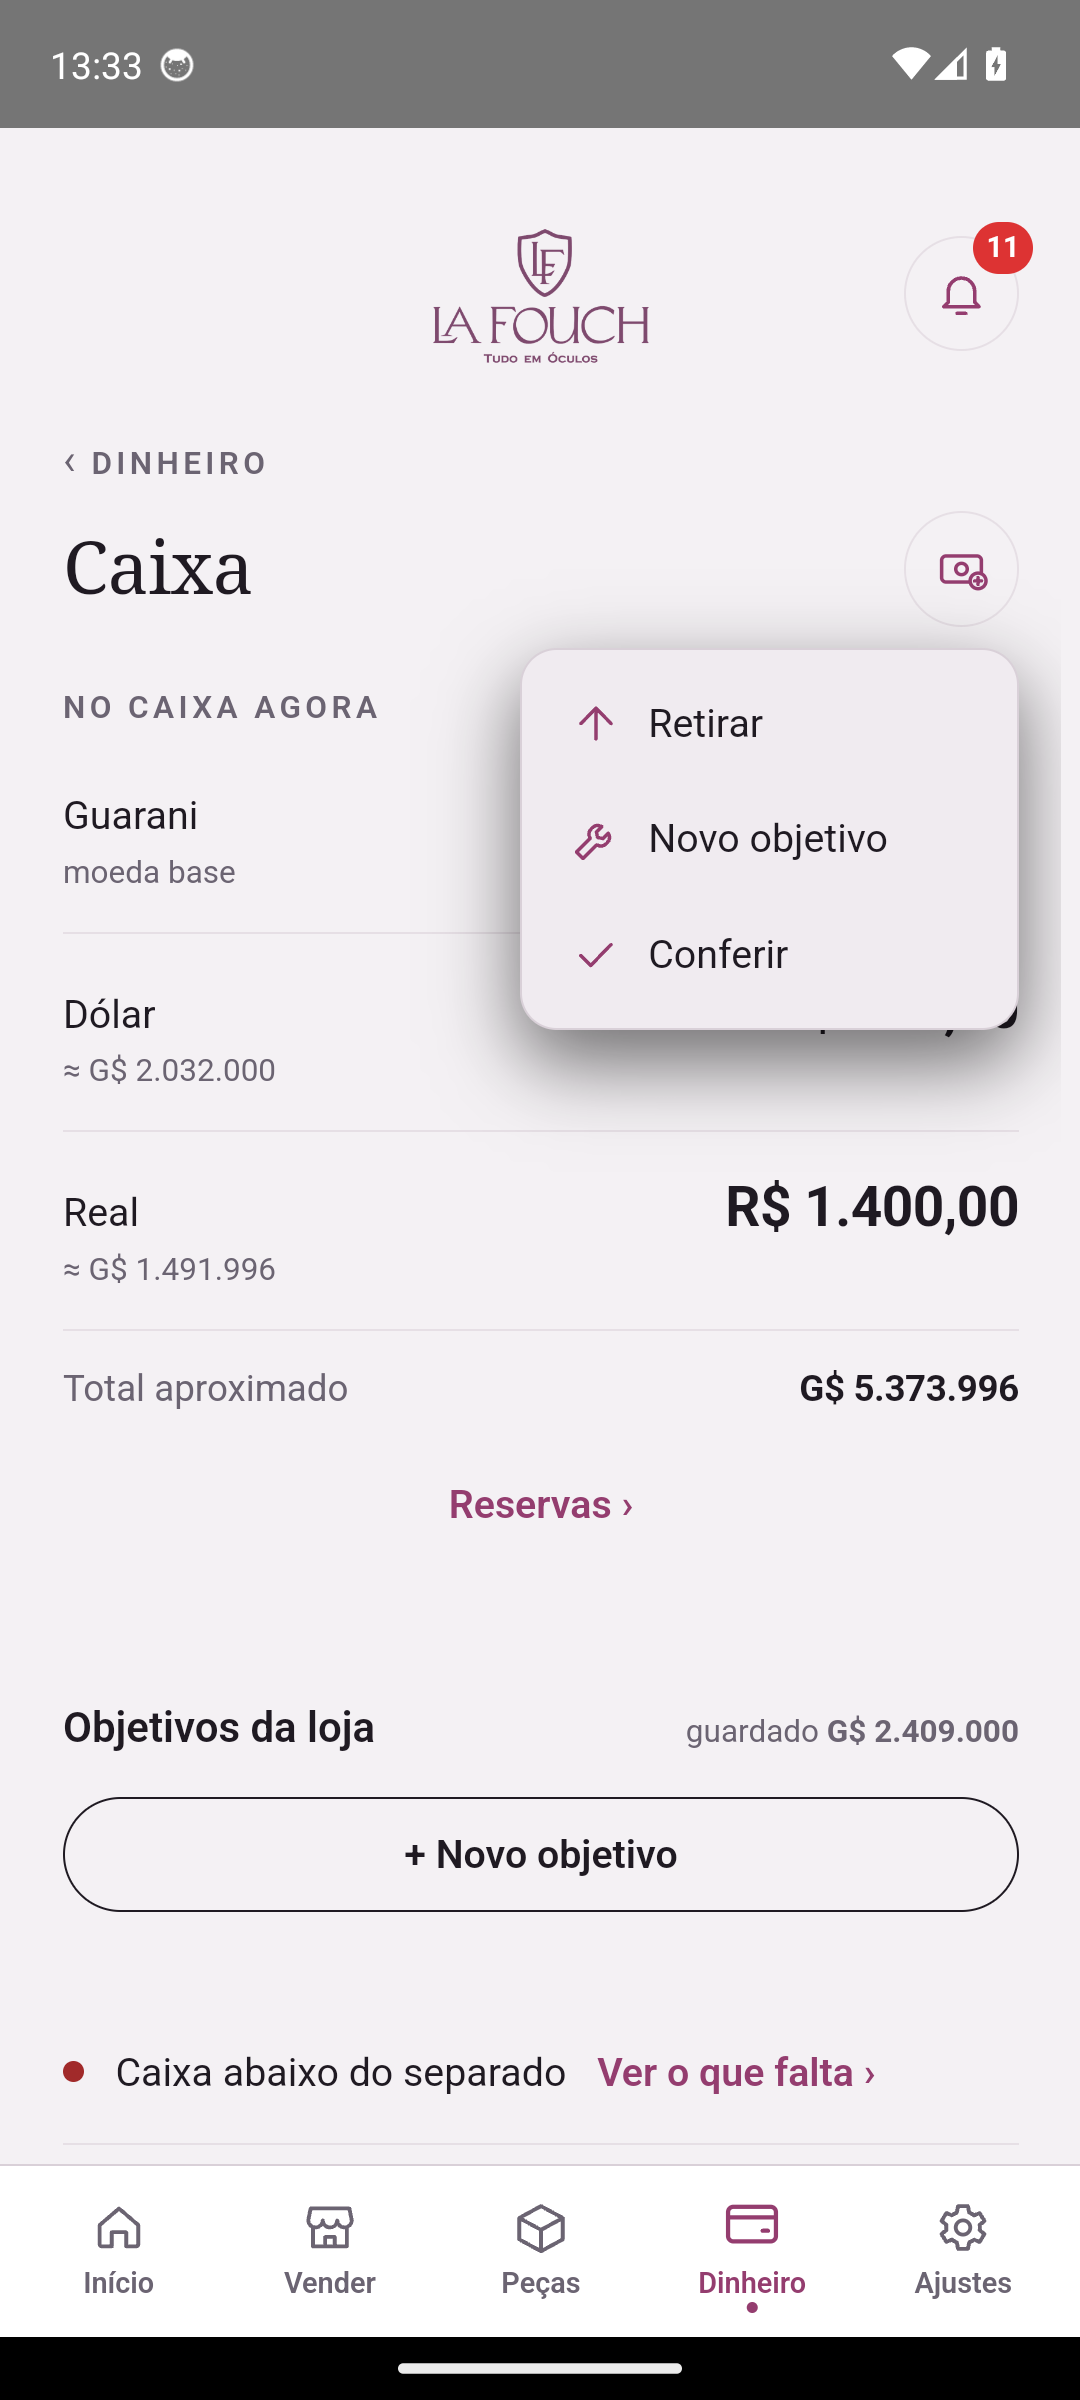 13:33
LF
LA FOUCH
TUDO EM ÓCULOS
11
‹ DINHEIRO
Caixa
NO CAIXA AGORA
Retirar
Novo objetivo
Conferir
Guarani
moeda base
Dólar
≈ G$ 2.032.000
Real
R$ 1.400,00
≈ G$ 1.491.996
Total aproximado G$ 5.373.996
Reservas ›
Objetivos da loja guardado G$ 2.409.000
+ Novo objetivo
Caixa abaixo do separado Ver o que falta ›
Início Vender Peças Dinheiro Ajustes